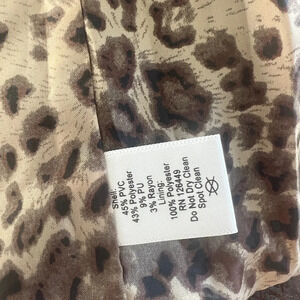 Shell:
45% PVC
43% Polyester
9% PU
3% Rayon
Lining:
100% Polyester
RN 126449
Do Not Dry Clean
Spot Clean